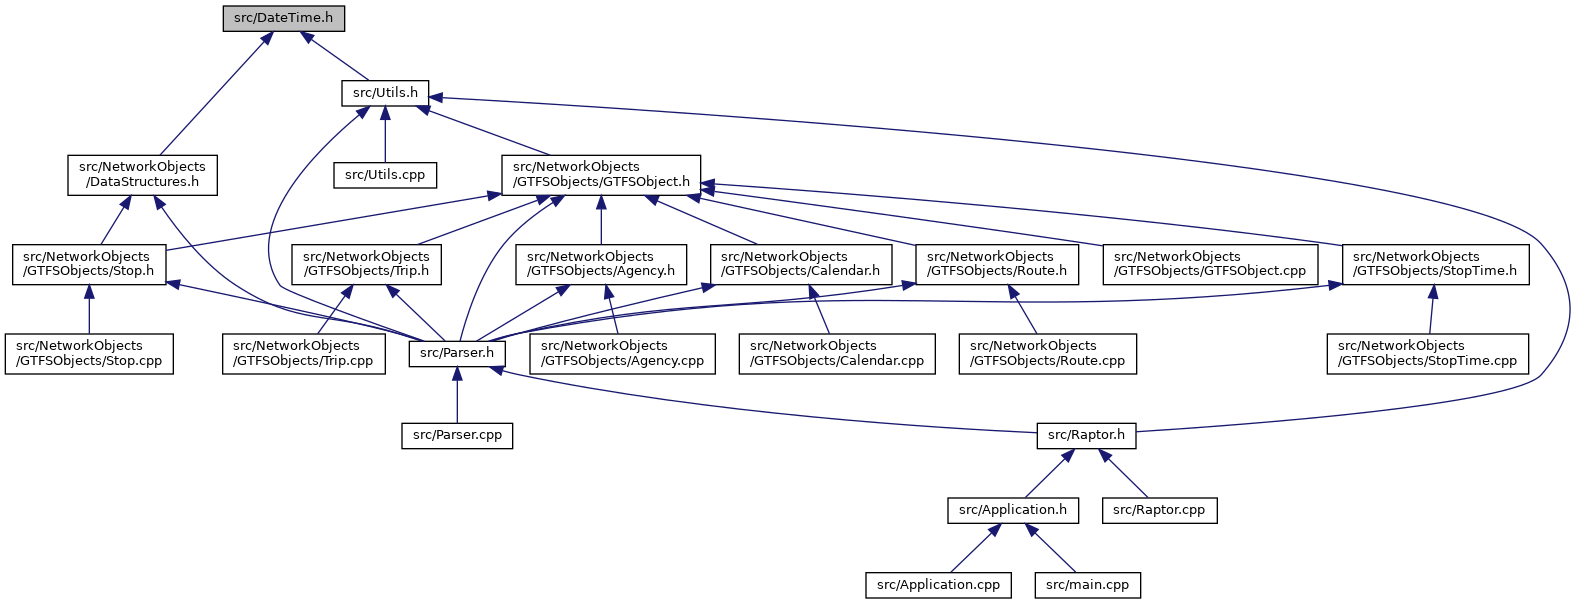 src/DateTime.h
src/Utils.h
src/NetworkObjects
/DataStructures.h
src/Utils.cpp
src/NetworkObjects
/GTFSObjects/GTFSObject.h
src/NetworkObjects
/GTFSObjects/Stop.h
src/NetworkObjects
/GTFSObjects/Trip.h
src/NetworkObjects
/GTFSObjects/Agency.h
src/NetworkObjects
/GTFSObjects/Calendar.h
src/NetworkObjects
/GTFSObjects/Route.h
src/NetworkObjects
/GTFSObjects/GTFSObject.cpp
src/NetworkObjects
/GTFSObjects/StopTime.h
src/NetworkObjects
/GTFSObjects/Stop.cpp
src/NetworkObjects
/GTFSObjects/Trip.cpp
src/Parser.h
src/NetworkObjects
/GTFSObjects/Agency.cpp
src/NetworkObjects
/GTFSObjects/Calendar.cpp
src/NetworkObjects
/GTFSObjects/Route.cpp
src/NetworkObjects
/GTFSObjects/StopTime.cpp
src/Parser.cpp
src/Raptor.h
src/Application.h
src/Raptor.cpp
src/Application.cpp
src/main.cpp